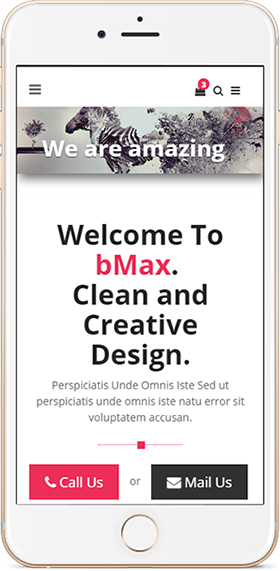 3
We are amazing
Welcome To
bMax.
Clean and
Creative
Design.
Perspiciatis Unde Omnis Iste Sed ut
perspiciatis unde omnis iste natu error sit
voluptatem accusan.
Call Us or Mail Us